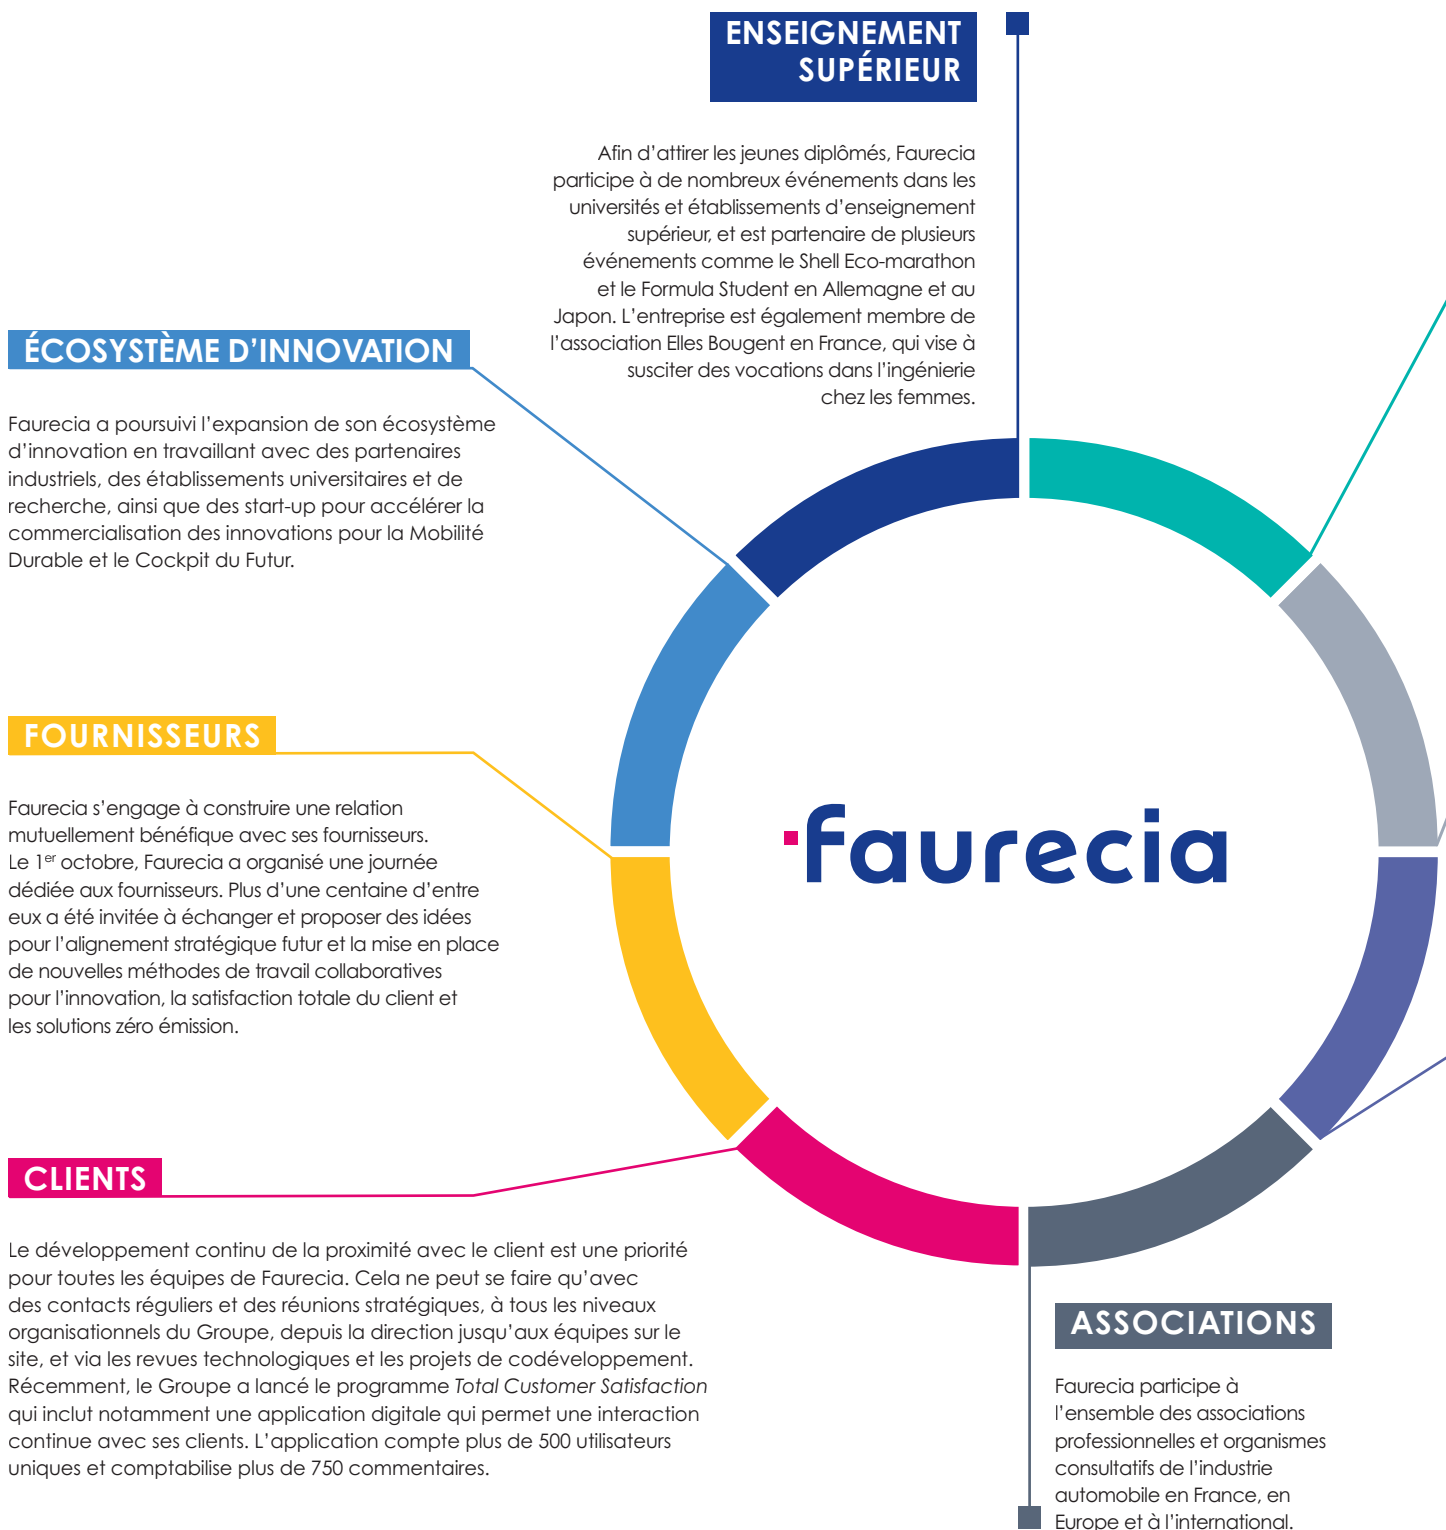 ENSEIGNEMENT
SUPÉRIEUR
Afin d’attirer les jeunes diplômés, Faurecia
participe à de nombreux événements dans les
universités et établissements d’enseignement
supérieur, et est partenaire de plusieurs
événements comme le Shell Eco-marathon
et le Formula Student en Allemagne et au
Japon. L’entreprise est également membre de
l’association Elles Bougent en France, qui vise à
susciter des vocations dans l’ingénierie
chez les femmes.
ÉCOSYSTÈME D’INNOVATION
Faurecia a poursuivi l’expansion de son écosystème
d’innovation en travaillant avec des partenaires
industriels, des établissements universitaires et de
recherche, ainsi que des start-up pour accélérer la
commercialisation des innovations pour la Mobilité
Durable et le Cockpit du Futur.
FOURNISSEURS
Faurecia s’engage à construire une relation
mutuellement bénéfique avec ses fournisseurs.
Le 1er octobre, Faurecia a organisé une journée
dédiée aux fournisseurs. Plus d’une centaine d’entre
eux a été invitée à échanger et proposer des idées
pour l’alignement stratégique futur et la mise en place
de nouvelles méthodes de travail collaboratives
pour l’innovation, la satisfaction totale du client et
les solutions zéro émission.
faurecia
CLIENTS
Le développement continu de la proximité avec le client est une priorité
pour toutes les équipes de Faurecia. Cela ne peut se faire qu’avec
des contacts réguliers et des réunions stratégiques, à tous les niveaux
organisationnels du Groupe, depuis la direction jusqu’aux équipes sur le
site, et via les revues technologiques et les projets de codéveloppement.
Récemment, le Groupe a lancé le programme Total Customer Satisfaction
qui inclut notamment une application digitale qui permet une interaction
continue avec ses clients. L’application compte plus de 500 utilisateurs
uniques et comptabilise plus de 750 commentaires.
ASSOCIATIONS
Faurecia participe à
l’ensemble des associations
professionnelles et organismes
consultatifs de l’industrie
automobile en France, en
Europe et à l’international.